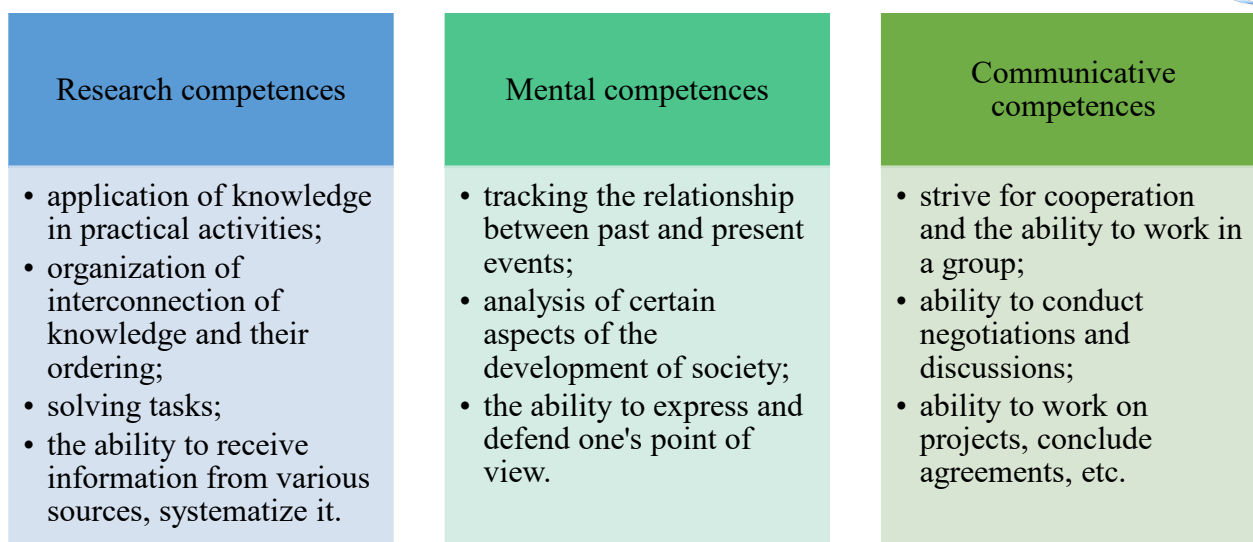 Research competences
• application of knowledge
in practical activities;
• organization of
interconnection of
knowledge and their
ordering;
• solving tasks;
• the ability to receive
information from various
sources, systematize it.
Mental competences
• tracking the relationship
between past and present
events;
• analysis of certain
aspects of the
development of society;
• the ability to express and
defend one's point of
view.
Communicative
competences
• strive for cooperation
and the ability to work in
a group;
• ability to conduct
negotiations and
discussions;
• ability to work on
projects, conclude
agreements, etc.